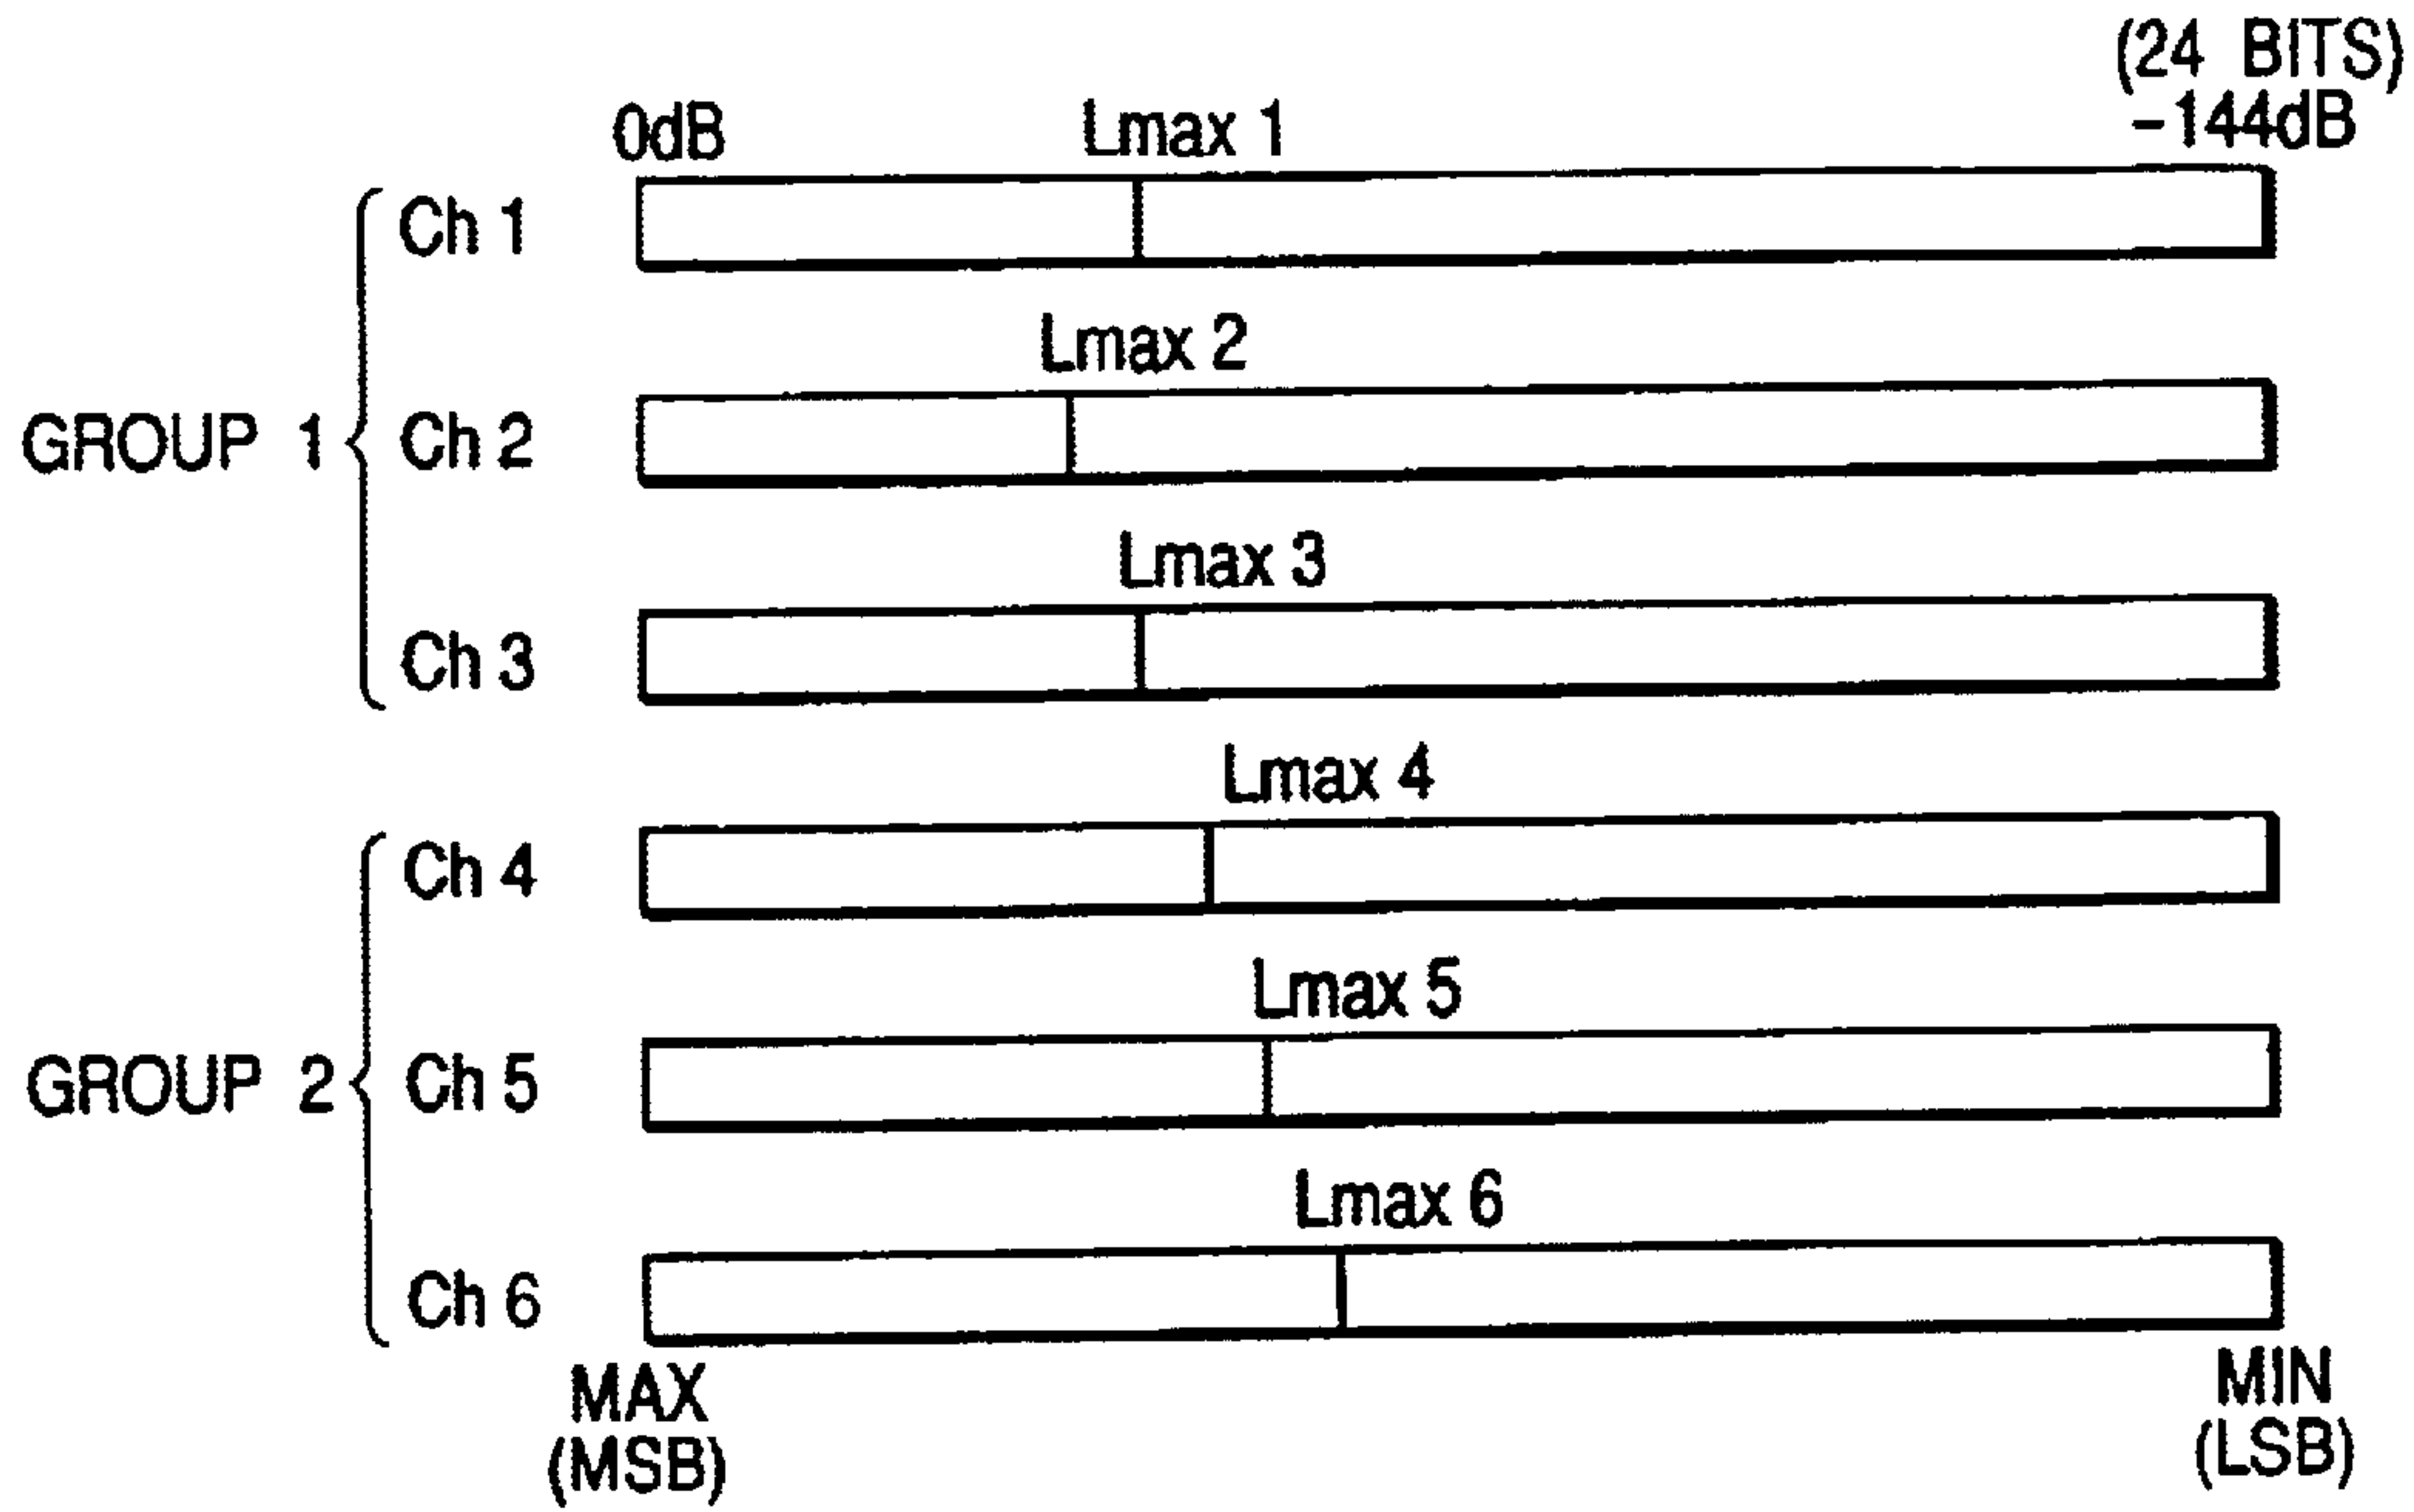 (24 BITS)
0dB Lmax 1 -144dB
Ch 1
Lmax 2
GROUP 1 Ch 2
Lmax 3
Ch 3
Lmax 4
Ch 4
Lmax 5
GROUP 2 Ch 5
Lmax 6
Ch 6
MAX MIN
(MSB) (LSB)